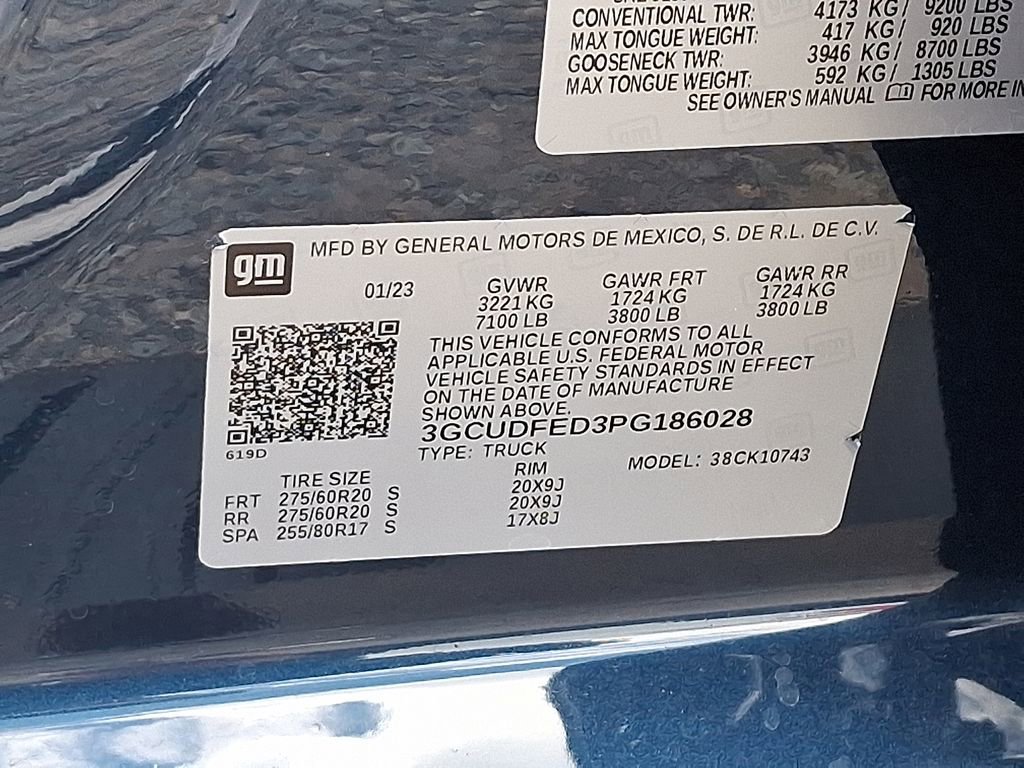 CONVENTIONAL TWR: 4173 KG/ 9200 LBS
MAX TONGUE WEIGHT: 417 KG/ 920 LBS
GOOSENECK TWR: 3946 KG/ 8700 LBS
MAX TONGUE WEIGHT: 592 KG/ 1305 LBS
SEE OWNER'S MANUAL FOR MORE IN
gm
MFD BY GENERAL MOTORS DE MEXICO, S. DE R.L. DE C.V.
01/23 GVWR GAWR FRT GAWR RR
3221 KG 1724 KG 1724 KG
7100 LB 3800 LB 3800 LB
THIS VEHICLE CONFORMS TO ALL
APPLICABLE U.S. FEDERAL MOTOR
VEHICLE SAFETY STANDARDS IN EFFECT
ON THE DATE OF MANUFACTURE
SHOWN ABOVE.
3GCUDFED3PG186028
619D
TYPE: TRUCK MODEL: 38CK10743
TIRE SIZE RIM
FRT 275/60R20 S 20X9J
RR 275/60R20 S 20X9J
SPA 255/80R17 S 17X8J